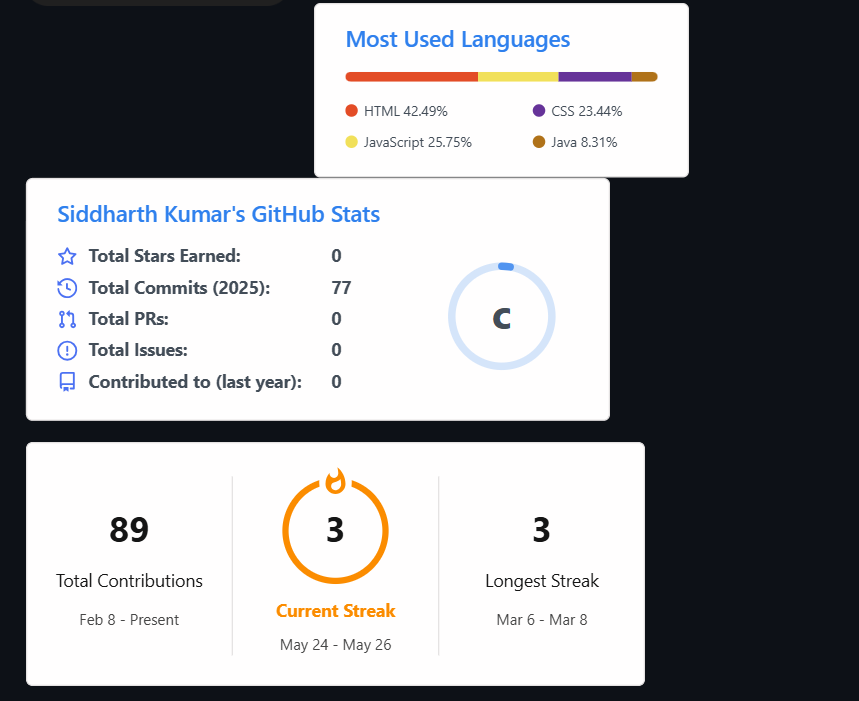 Most Used Languages
HTML 42.49%
CSS 23.44%
JavaScript 25.75%
Java 8.31%
Siddharth Kumar's GitHub Stats
Total Stars Earned: 0
Total Commits (2025): 77
Total PRs: 0
Total Issues: 0
Contributed to (last year): 0
C
89
Total Contributions
Feb 8 - Present
3
Current Streak
May 24 - May 26
3
Longest Streak
Mar 6 - Mar 8